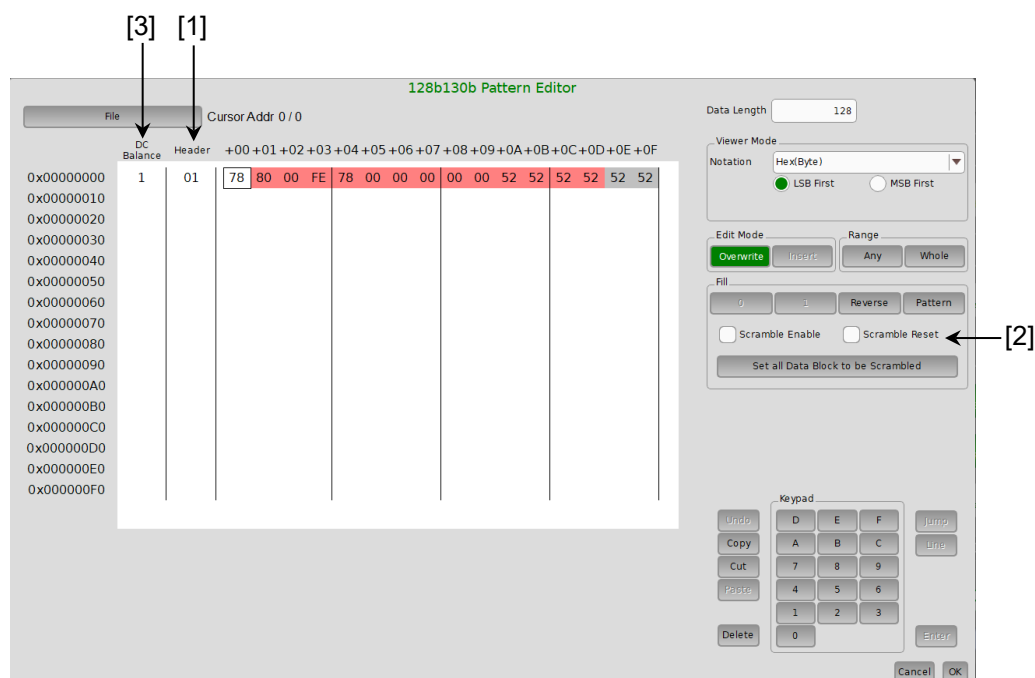 [3] [1]
128b130b Pattern Editor
File
Cursor Addr 0 / 0
Data Length 128
DC Balance Header +00 +01 +02 +03 +04 +05 +06 +07 +08 +09 +0A +0B +0C +0D +0E +0F
0x00000000 1 01 78 80 00 FE 78 00 00 00 00 00 52 52 52 52 52 52
0x00000010
0x00000020
0x00000030
0x00000040
0x00000050
0x00000060
0x00000070
0x00000080
0x00000090
0x000000A0
0x000000B0
0x000000C0
0x000000D0
0x000000E0
0x000000F0
Viewer Mode
Notation Hex(Byte)
LSB First MSB First
Edit Mode Range
Overwrite Insert Any Whole
Fill
0 1 Reverse Pattern
Scramble Enable Scramble Reset
[2]
Set all Data Block to be Scrambled
Keypad
Undo D E F Jump
Copy A B C Line
Cut 7 8 9
Paste 4 5 6
1 2 3
Delete 0 Enter
Cancel OK